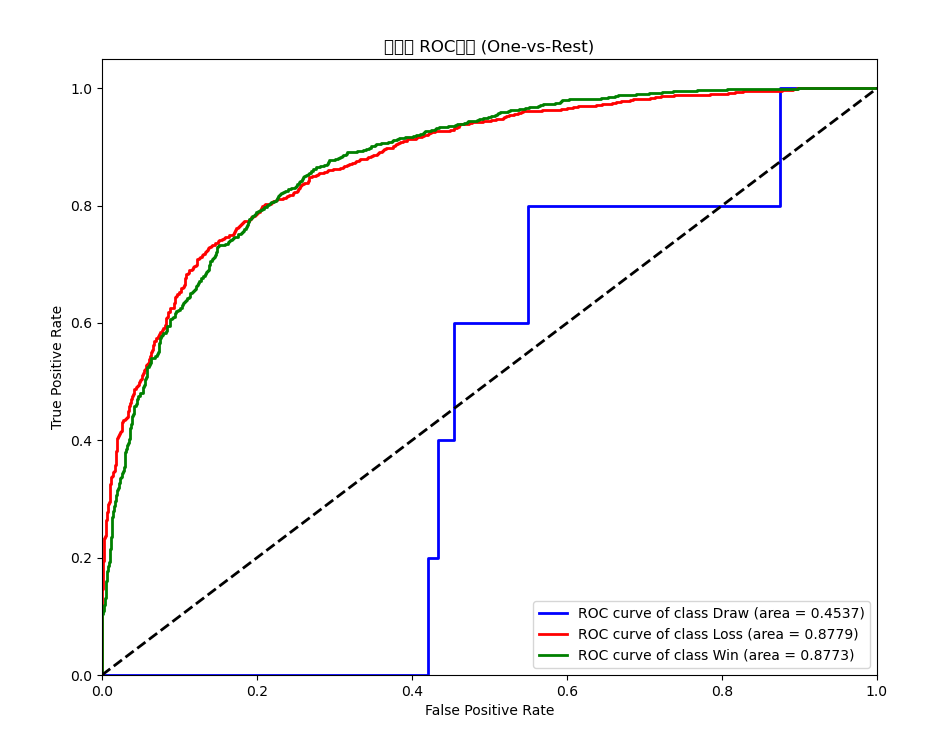 ROC (One-vs-Rest)
1.0
0.8
0.6
0.4
0.2
0.0
True Positive Rate
0.0 0.2 0.4 0.6 0.8 1.0
False Positive Rate
ROC curve of class Draw (area = 0.4537)
ROC curve of class Loss (area = 0.8779)
ROC curve of class Win (area = 0.8773)